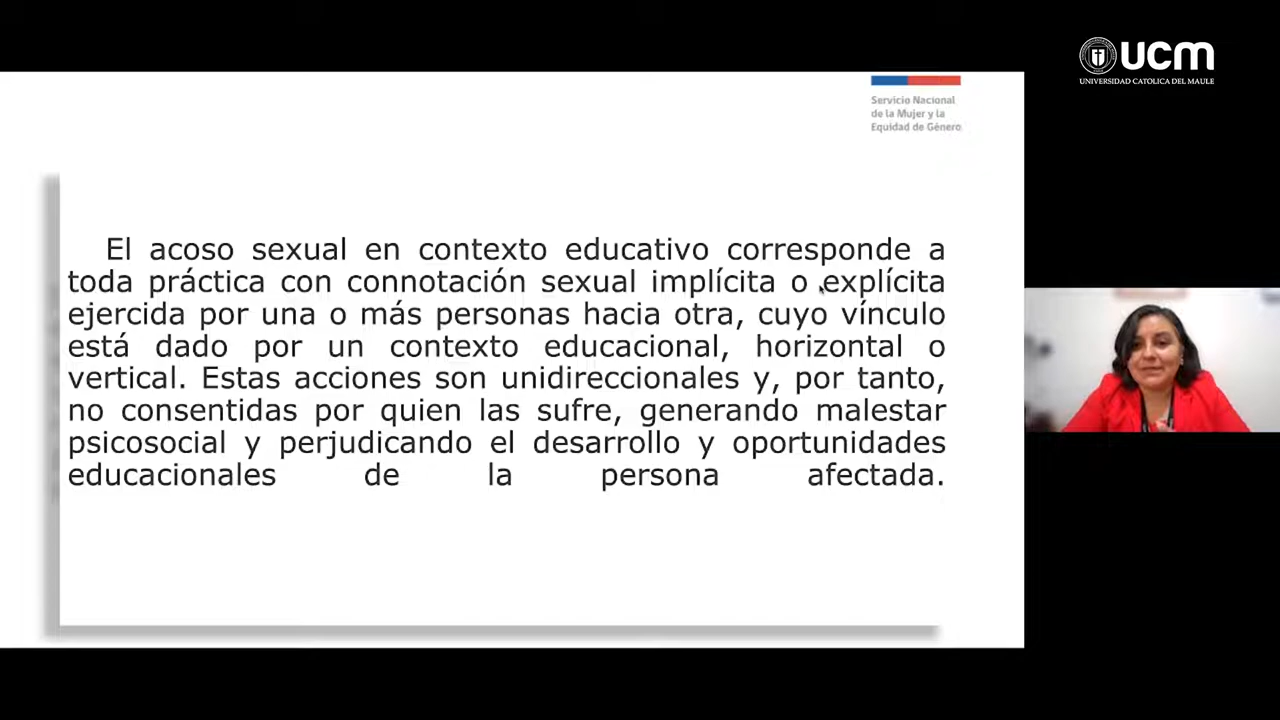 ucm
UNIVERSIDAD CATOLICA DEL MAULE
Servicio Nacional
de la Mujer y la
Equidad de Género
El acoso sexual en contexto educativo corresponde a
toda práctica con connotación sexual implícita o explícita
ejercida por una o más personas hacia otra, cuyo vínculo
está dado por un contexto educacional, horizontal o
vertical. Estas acciones son unidireccionales y, por tanto,
no consentidas por quien las sufre, generando malestar
psicosocial y perjudicando el desarrollo y oportunidades
educacionales de la persona afectada.